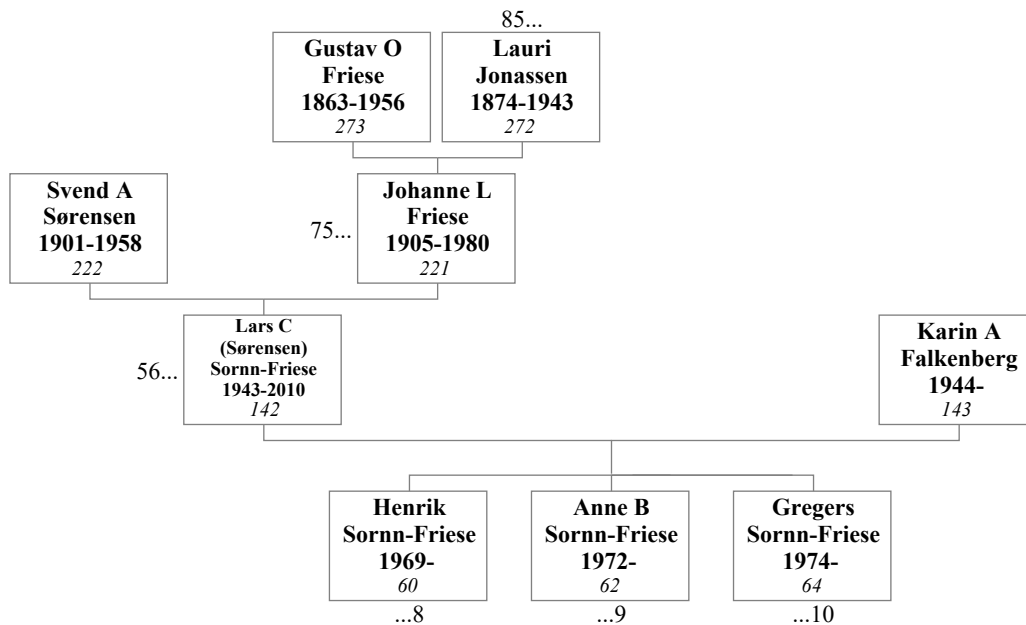 85...
Gustav O
Friese
1863-1956
273
Lauri
Jonassen
1874-1943
272
Svend A
Sørensen
1901-1958
222
75...
Johanne L
Friese
1905-1980
221
56...
Lars C
(Sørensen)
Sornn-Friese
1943-2010
142
Karin A
Falkenberg
1944-
143
Henrik
Sornn-Friese
1969-
60
...8
Anne B
Sornn-Friese
1972-
62
...9
Gregers
Sornn-Friese
1974-
64
...10